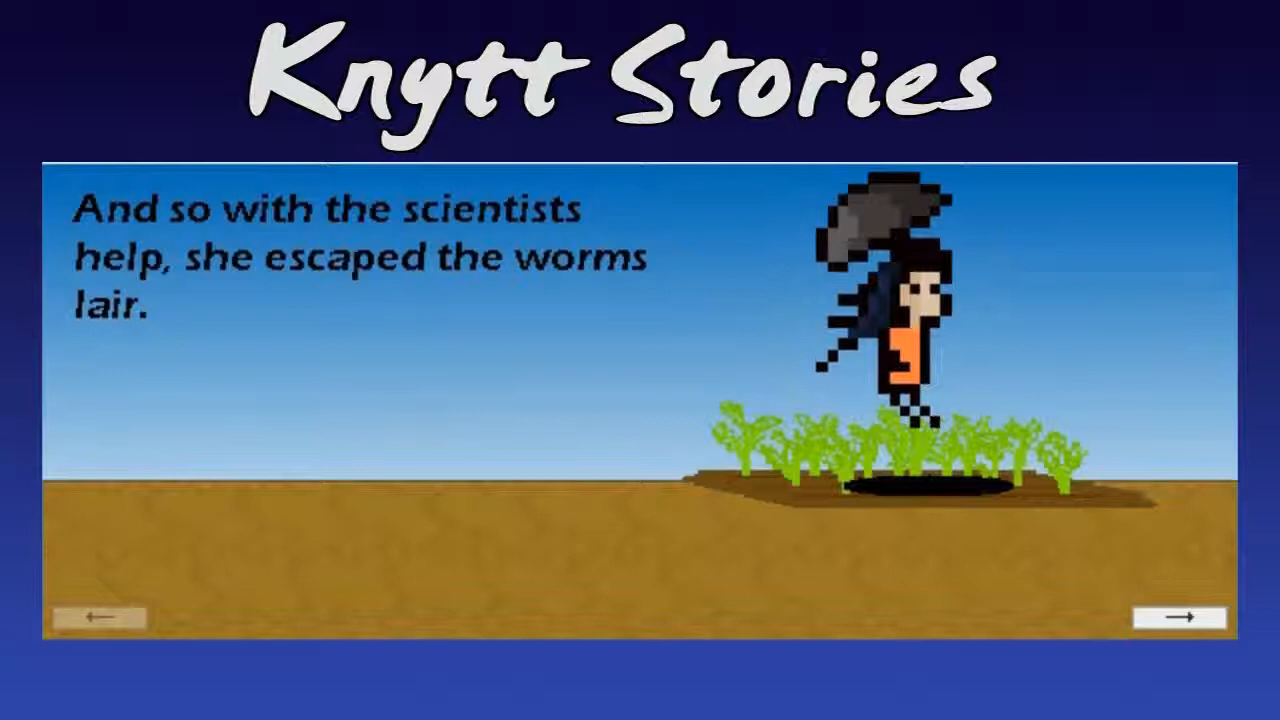 Knytt Stories
And so with the scientists
help, she escaped the worms
lair.
←
→